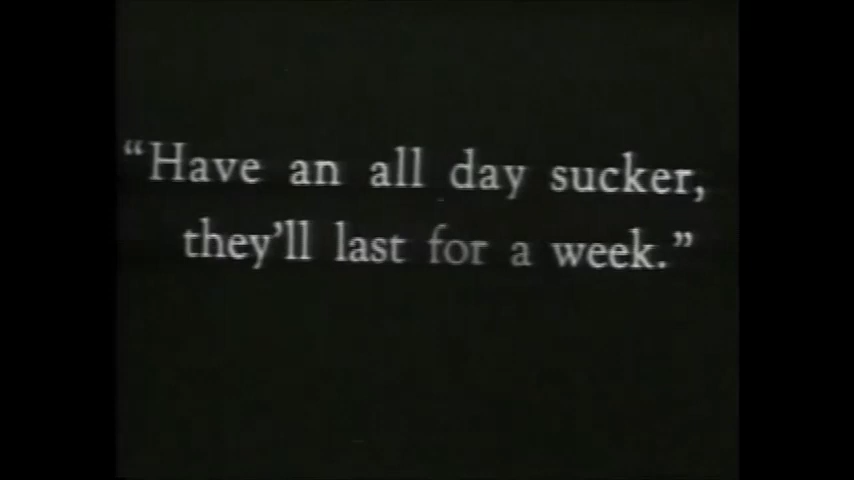 “Have an all day sucker,
they’ll last for a week.”